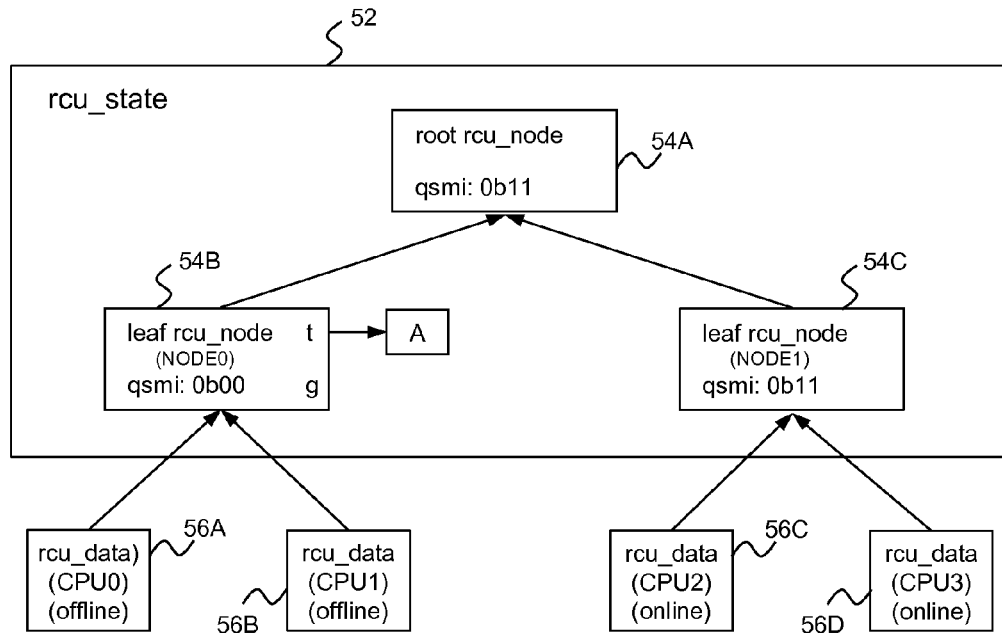 52
rcu_state
root rcu_node
54A
qsmi: 0b11
54B
54C
leaf rcu_node t
A
(NODE0)
qsmi: 0b00 g
leaf rcu_node
(NODE1)
qsmi: 0b11
rcu_data)
(CPU0)
(offline)
56A
rcu_data
(CPU1)
(offline)
56B
rcu_data
(CPU2)
(online)
56C
rcu_data
(CPU3)
(online)
56D